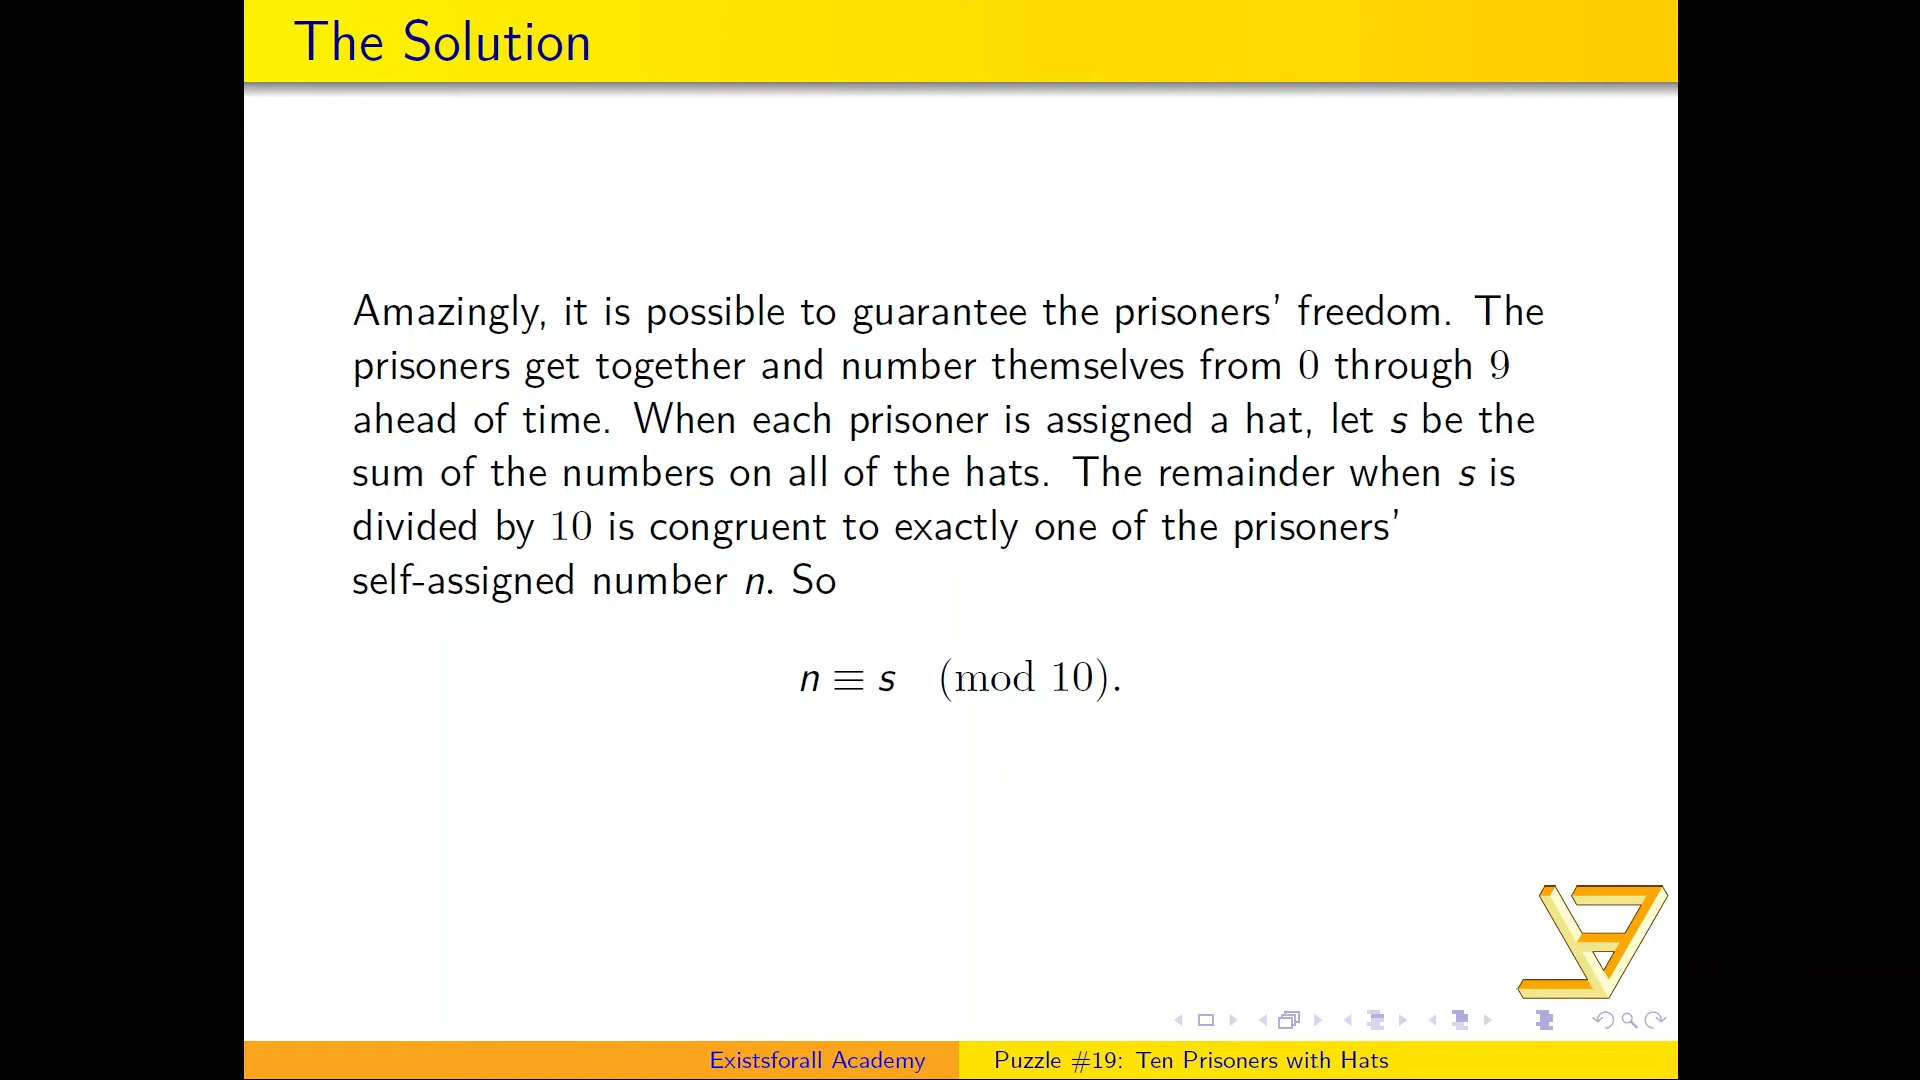 The Solution
Amazingly, it is possible to guarantee the prisoners’ freedom. The
prisoners get together and number themselves from 0 through 9
ahead of time. When each prisoner is assigned a hat, let s be the
sum of the numbers on all of the hats. The remainder when s is
divided by 10 is congruent to exactly one of the prisoners’
self-assigned number n. So
n ≡ s (mod 10).
Existsforall Academy
Puzzle #19: Ten Prisoners with Hats